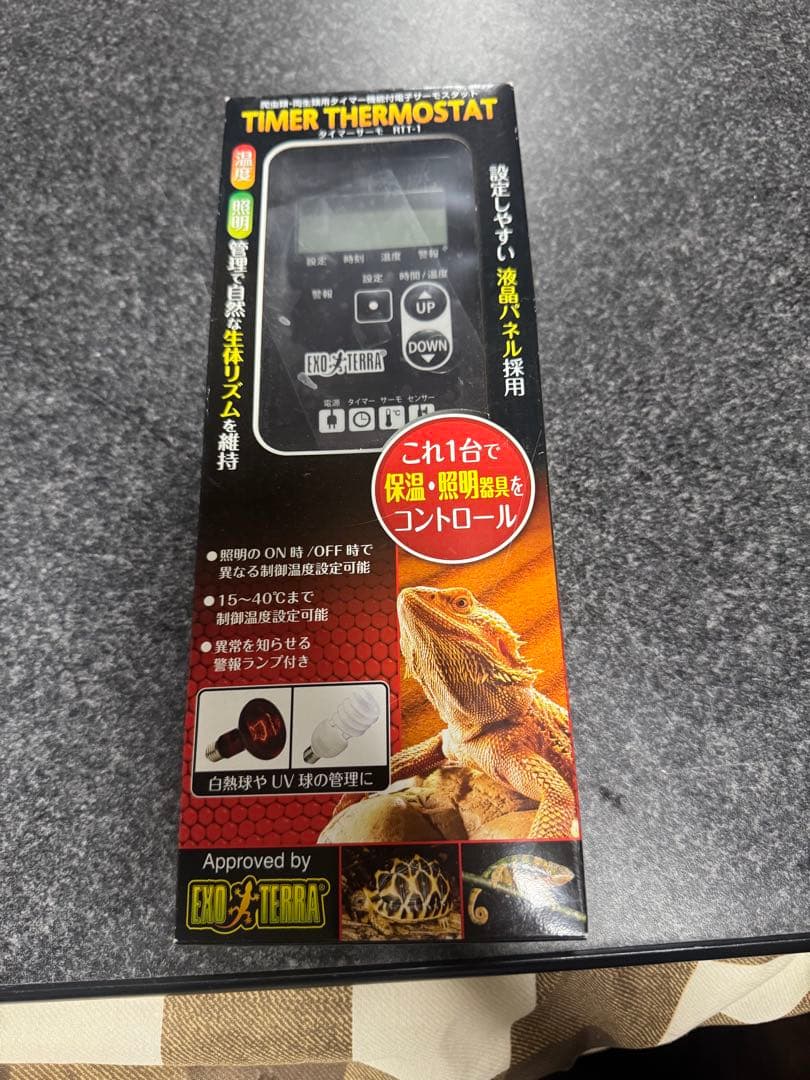 爬虫類・両生類用タイマー機能付電子サーモスタット
TIMER THERMOSTAT
タイマーサーモ RTT-1
温度
照明
管理で自然な生体リズムを維持
設定しやすい液晶パネル採用
設定 時刻 温度 警報
設定 時間/温度
警報
UP
DOWN
EXO TERRA
電源 タイマー サーモ センサー
℃
これ1台で
保温・照明器具を
コントロール
●照明の ON 時 /OFF 時で
異なる制御温度設定可能
●15～40℃まで
制御温度設定可能
●異常を知らせる
警報ランプ付き
白熱球や UV 球の管理に
Approved by
EXO TERRA®